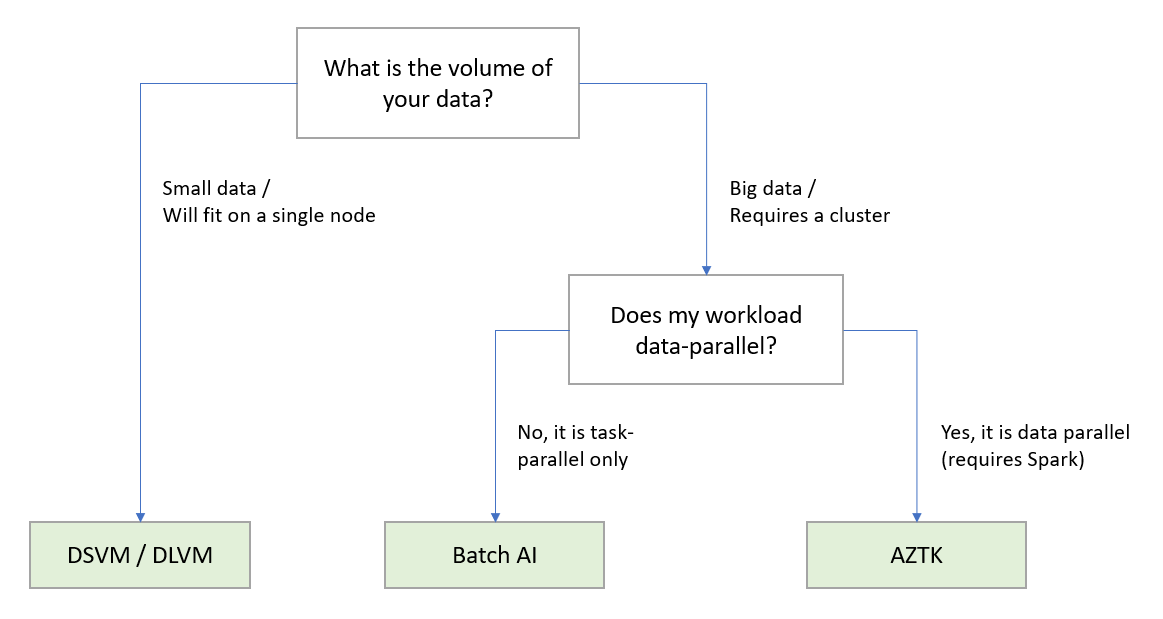 What is the volume of
your data?
Small data /
Will fit on a single node
Big data /
Requires a cluster
Does my workload
data-parallel?
No, it is task-
parallel only
Yes, it is data parallel
(requires Spark)
DSVM / DLVM
Batch AI
AZTK